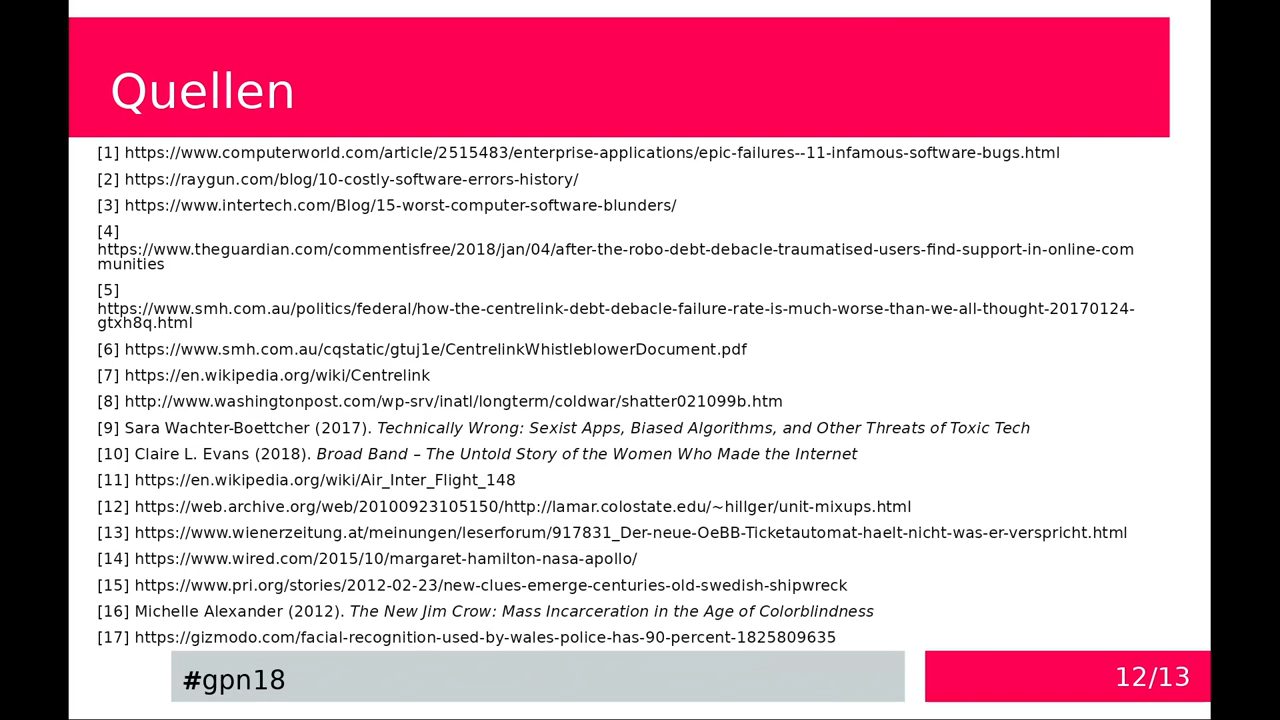 Quellen
[1] https://www.computerworld.com/article/2515483/enterprise-applications/epic-failures--11-infamous-software-bugs.html
[2] https://raygun.com/blog/10-costly-software-errors-history/
[3] https://www.intertech.com/Blog/15-worst-computer-software-blunders/
[4]
https://www.theguardian.com/commentisfree/2018/jan/04/after-the-robo-debt-debacle-traumatised-users-find-support-in-online-com
munities
[5]
https://www.smh.com.au/politics/federal/how-the-centrelink-debt-debacle-failure-rate-is-much-worse-than-we-all-thought-20170124-
gtxh8q.html
[6] https://www.smh.com.au/cqstatic/gtuj1e/CentrelinkWhistleblowerDocument.pdf
[7] https://en.wikipedia.org/wiki/Centrelink
[8] http://www.washingtonpost.com/wp-srv/inatl/longterm/coldwar/shatter021099b.htm
[9] Sara Wachter-Boettcher (2017). Technically Wrong: Sexist Apps, Biased Algorithms, and Other Threats of Toxic Tech
[10] Claire L. Evans (2018). Broad Band – The Untold Story of the Women Who Made the Internet
[11] https://en.wikipedia.org/wiki/Air_Inter_Flight_148
[12] https://web.archive.org/web/20100923105150/http://lamar.colostate.edu/~hillger/unit-mixups.html
[13] https://www.wienerzeitung.at/meinungen/leserforum/917831_Der-neue-OeBB-Ticketautomat-haelt-nicht-was-er-verspricht.html
[14] https://www.wired.com/2015/10/margaret-hamilton-nasa-apollo/
[15] https://www.pri.org/stories/2012-02-23/new-clues-emerge-centuries-old-swedish-shipwreck
[16] Michelle Alexander (2012). The New Jim Crow: Mass Incarceration in the Age of Colorblindness
[17] https://gizmodo.com/facial-recognition-used-by-wales-police-has-90-percent-1825809635
#gpn18
12/13